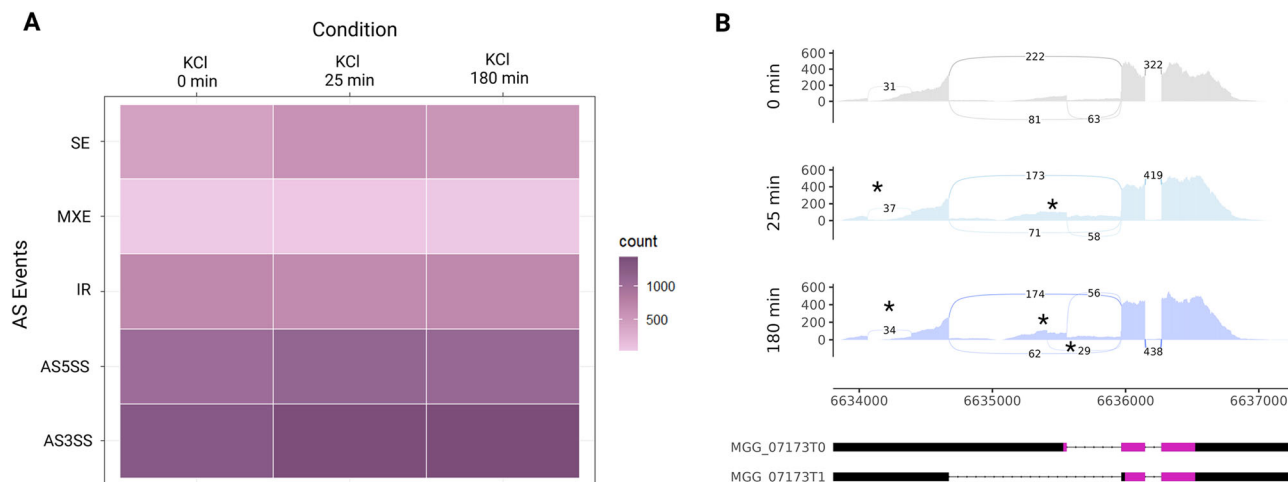 A
Condition
KCl
0 min
KCl
25 min
KCl
180 min
AS Events
SE
MXE
IR
AS5SS
AS3SS
count
1000
500
B
0 min
600
400
200
0
31
222
322
81
63
25 min
600
400
200
0
*
37
173
419
*
71
58
180 min
600
400
200
0
*
34
174
56
*
*
62
29
438
6634000
6635000
6636000
6637000
MGG_07173T0
MGG_07173T1